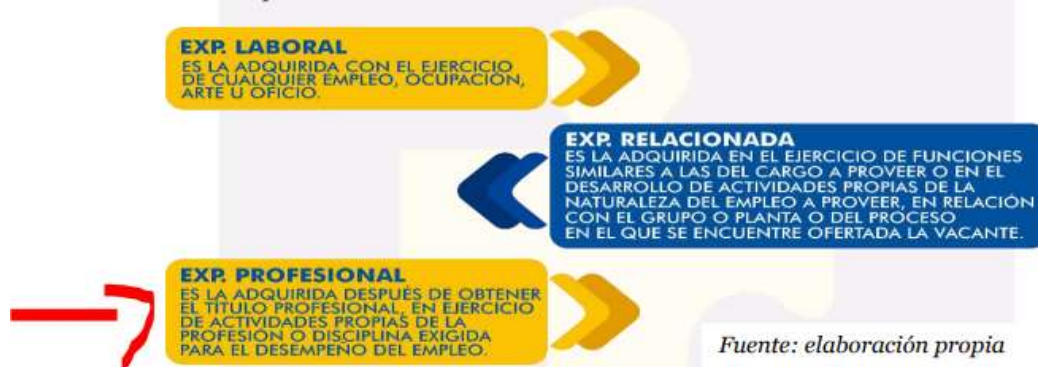 EXP. LABORAL
ES LA ADQUIRIDA CON EL EJERCICIO
DE CUALQUIER EMPLEO, OCUPACIÓN,
ARTE U OFICIO.
EXP. RELACIONADA
ES LA ADQUIRIDA EN EL EJERCICIO DE FUNCIONES
SIMILARES A LAS DEL CARGO A PROVEER O EN EL
DESARROLLO DE ACTIVIDADES PROPIAS DE LA
NATURALEZA DEL EMPLEO A PROVEER, EN RELACIÓN
CON EL GRUPO O PLANTA O DEL PROCESO
EN EL QUE SE ENCUENTRE OFERTADA LA VACANTE.
EXP. PROFESIONAL
ES LA ADQUIRIDA DESPUÉS DE OBTENER
EL TÍTULO PROFESIONAL, EN EJERCICIO
DE ACTIVIDADES PROPIAS DE LA
PROFESIÓN O DISCIPLINA EXIGIDA
PARA EL DESEMPEÑO DEL EMPLEO.
Fuente: elaboración propia